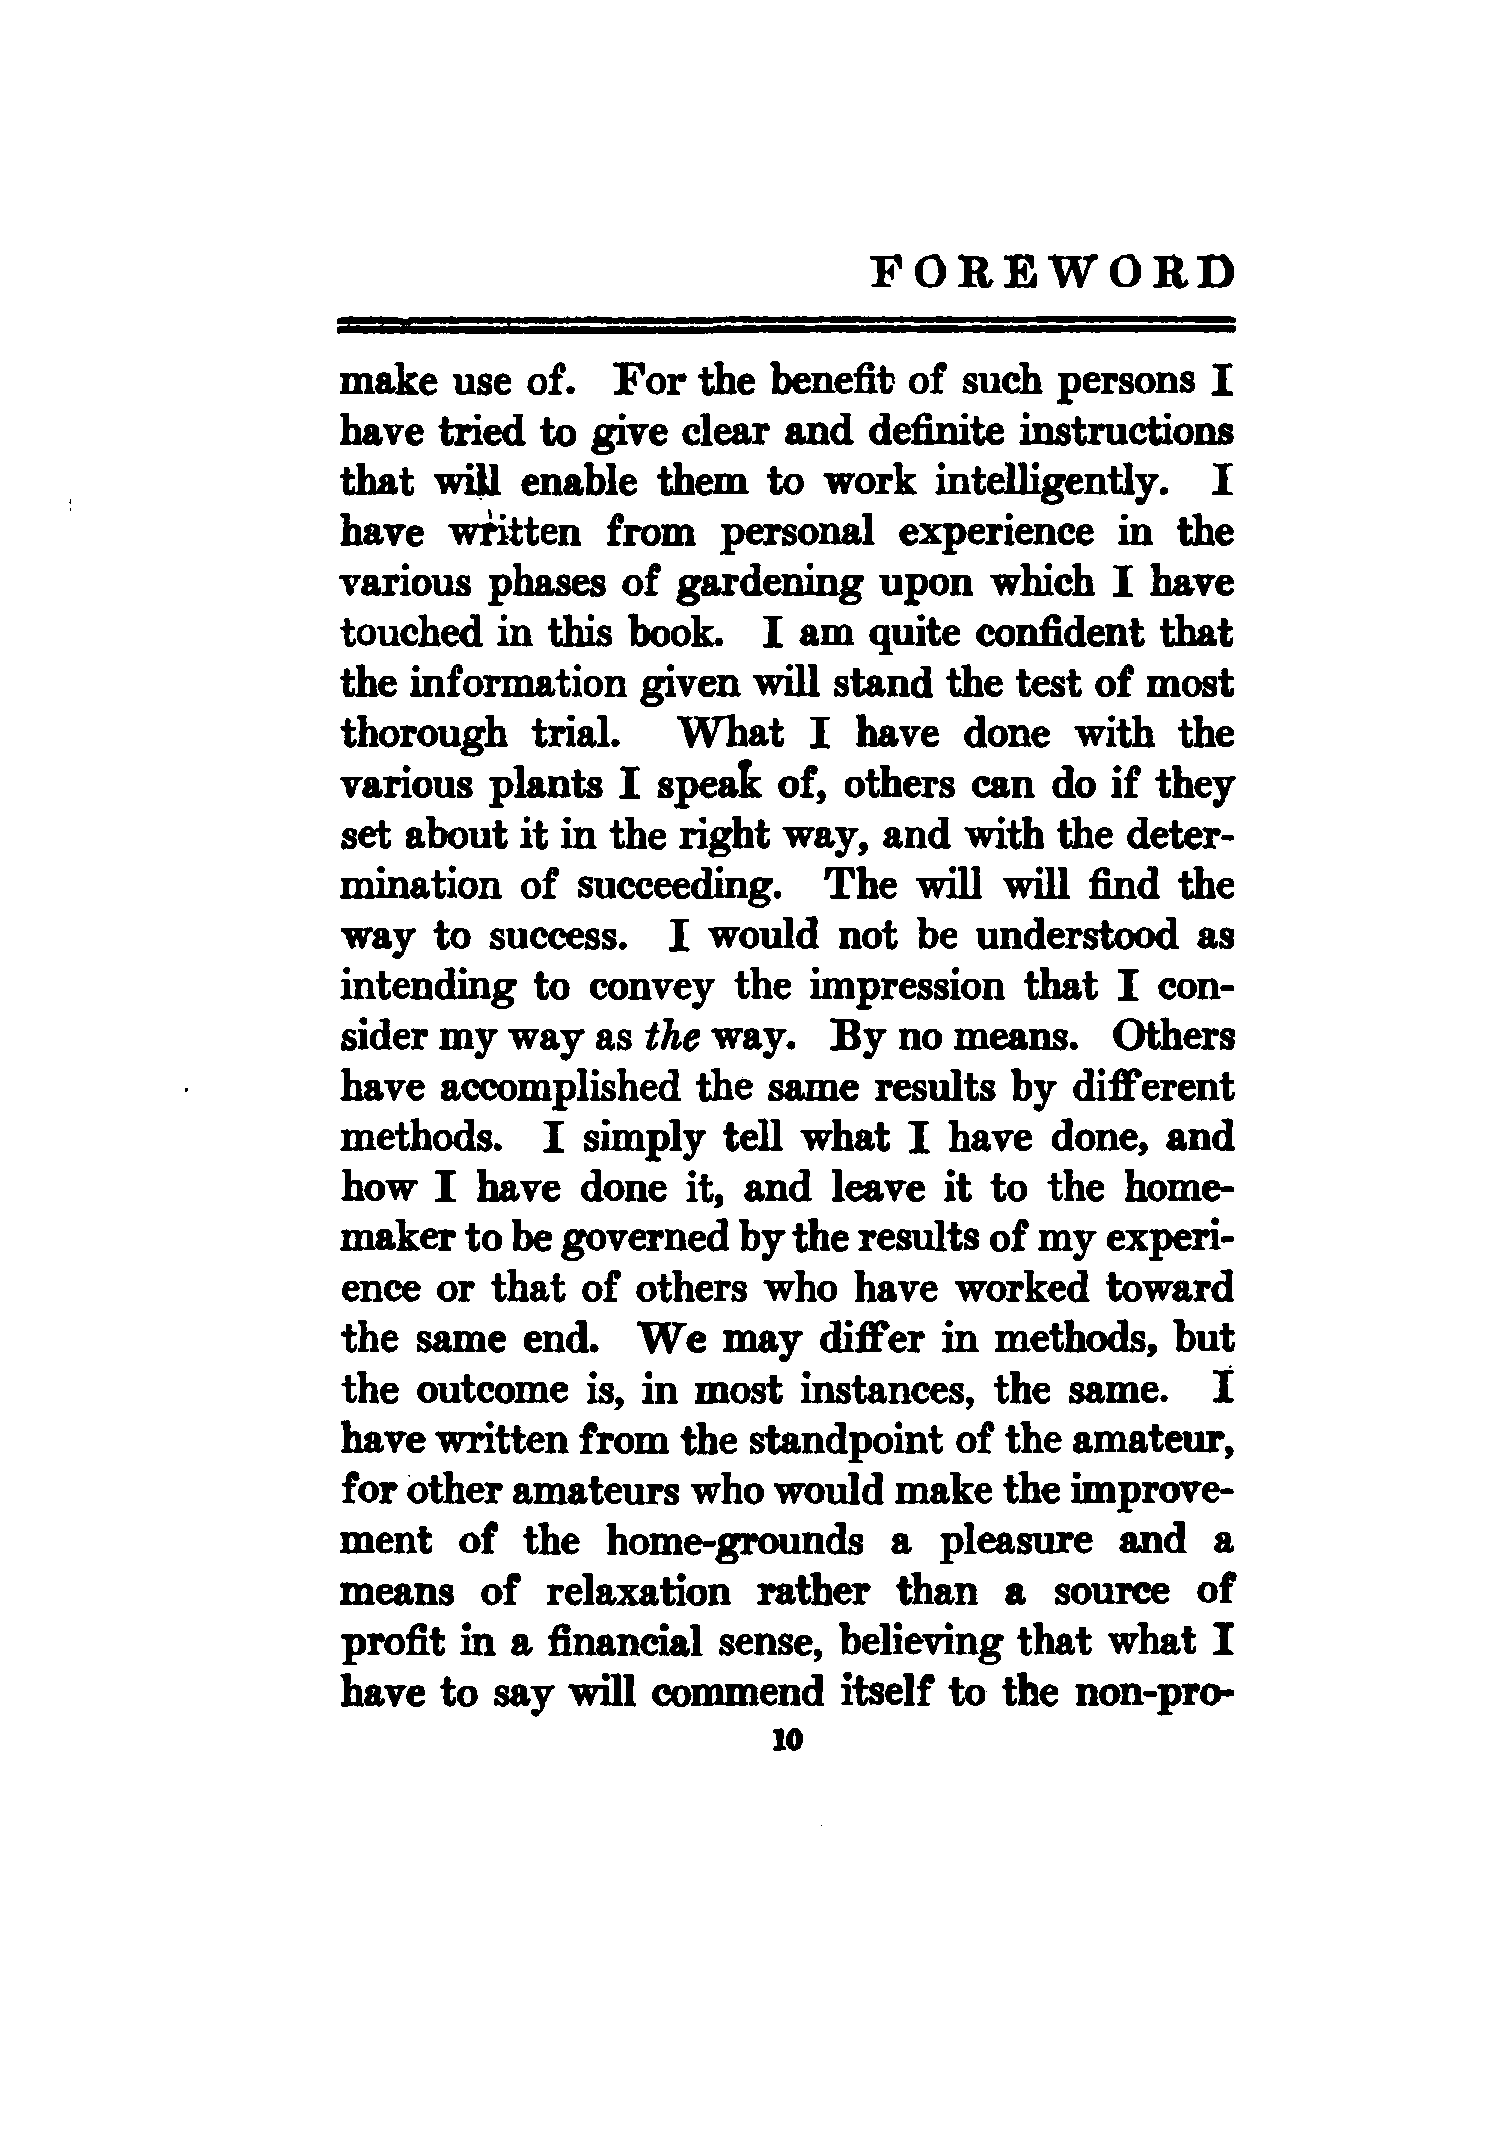 FOREWORD
make use of. For the benefit of such persons I
have tried to give clear and definite instructions
that will enable them to work intelligently. I
have written from personal experience in the
various phases of gardening upon which I have
touched in this book. I am quite confident that
the information given will stand the test of most
thorough trial. What I have done with the
various plants I speak of, others can do if they
set about it in the right way, and with the deter-
mination of succeeding. The will will find the
way to success. I would not be understood as
intending to convey the impression that I con-
sider my way as the way. By no means. Others
have accomplished the same results by different
methods. I simply tell what I have done, and
how I have done it, and leave it to the home-
maker to be governed by the results of my experi-
ence or that of others who have worked toward
the same end. We may differ in methods, but
the outcome is, in most instances, the same. I
have written from the standpoint of the amateur,
for other amateurs who would make the improve-
ment of the home-grounds a pleasure and a
means of relaxation rather than a source of
profit in a financial sense, believing that what I
have to say will commend itself to the non-pro-
10